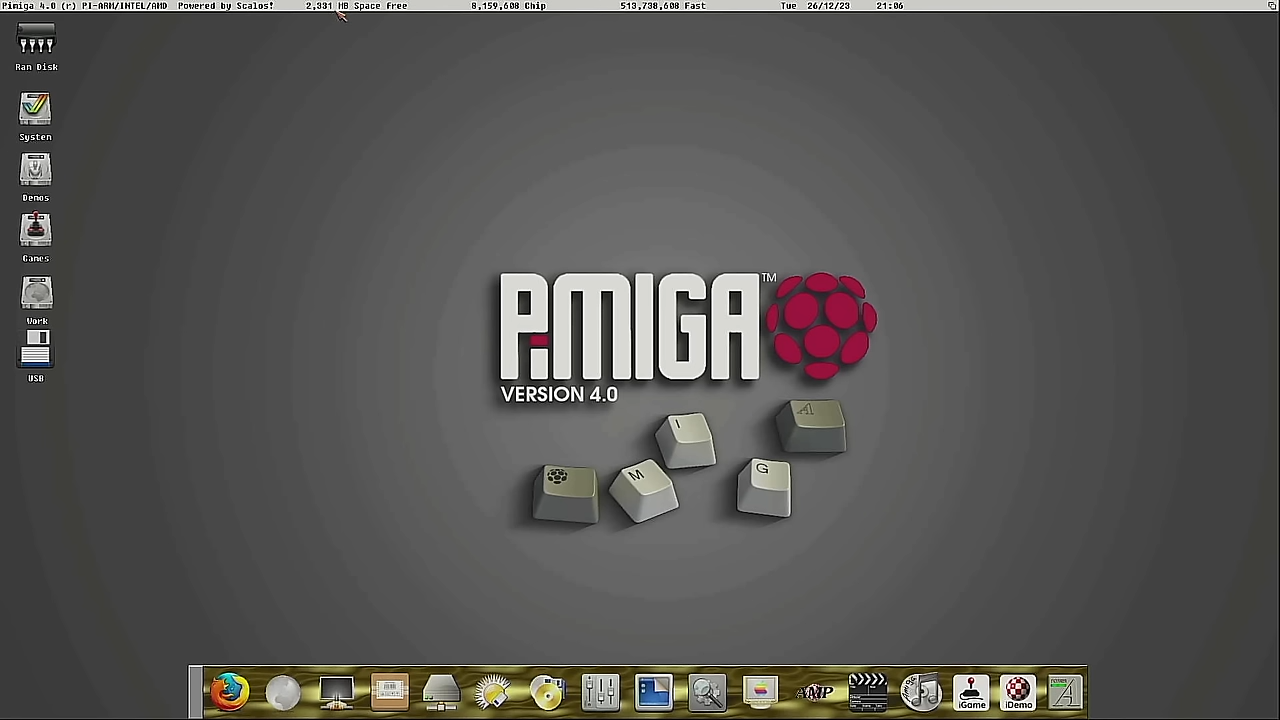 Pimiga 4.0 (r) PI-ARM/INTEL/AMD Powered by Scalos! 2,331 MB Space free 8,159,608 Chip 513,738,608 Fast Tue 26/12/23 21:06
Ram Disk
System
Demos
Games
Work
USB
PiMIGA TM
VERSION 4.0
I
A
M
G
AMP
iGame
iDemo